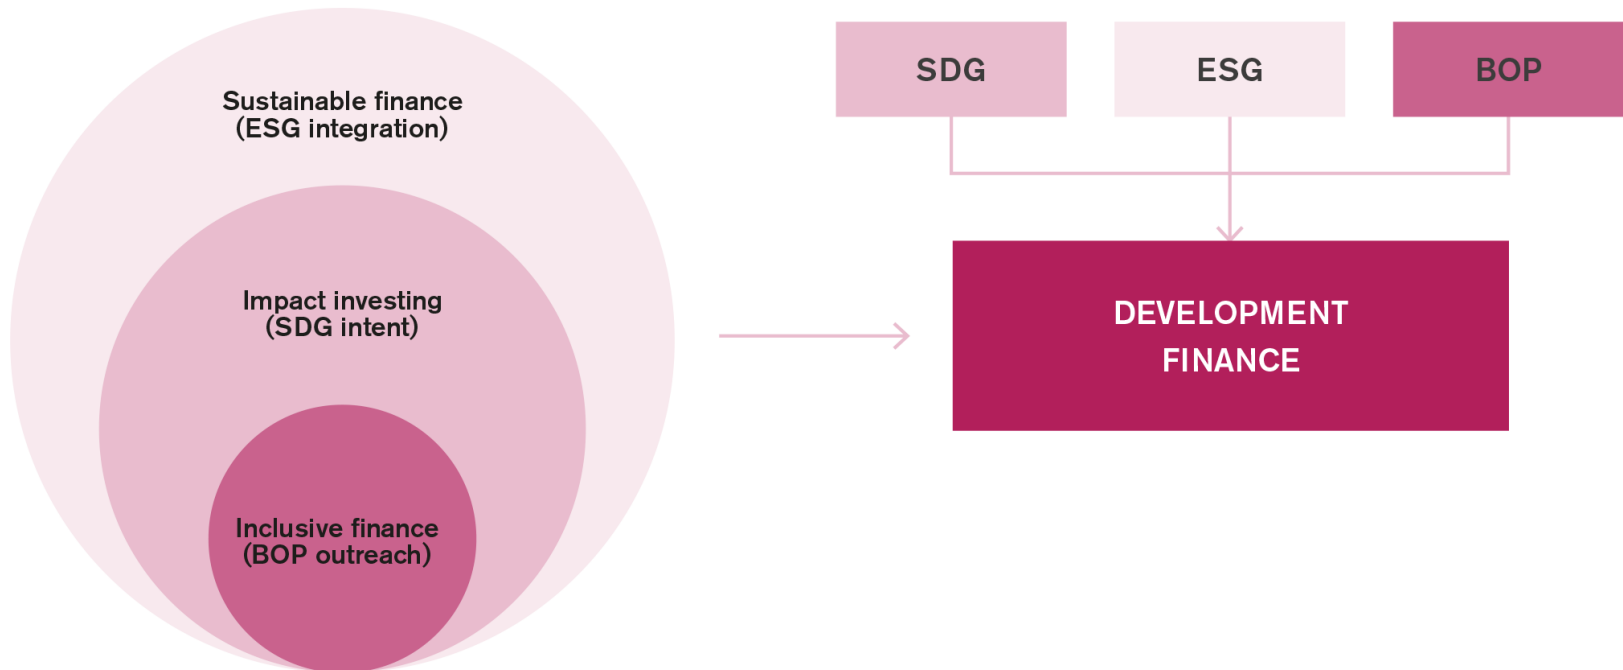 Sustainable finance
(ESG integration)
Impact investing
(SDG intent)
Inclusive finance
(BOP outreach)
SDG
ESG
BOP
DEVELOPMENT
FINANCE